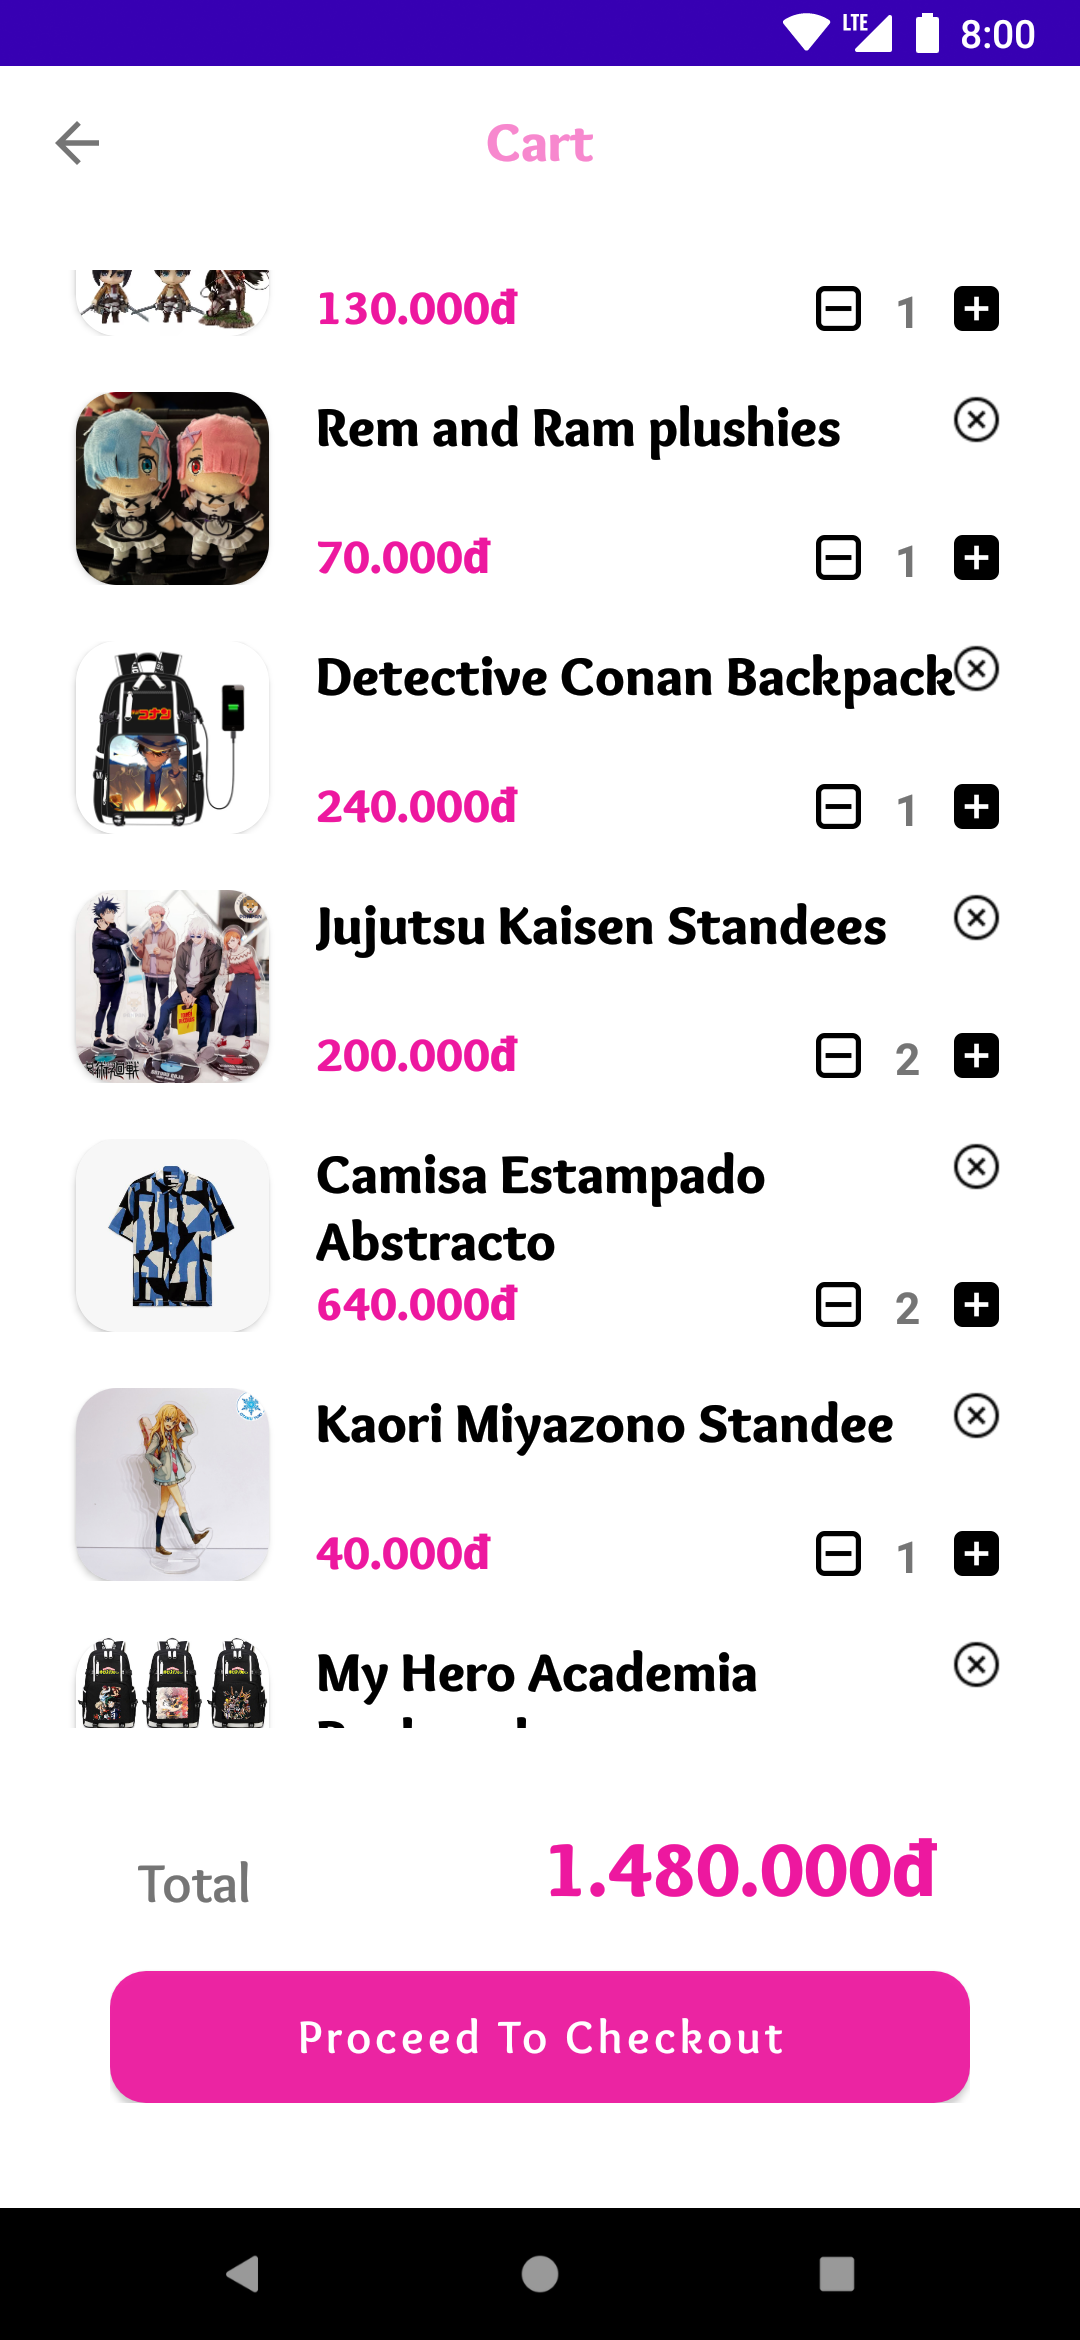 LTE 8:00
Cart
130.000đ 1
Rem and Ram plushies
70.000đ 1
Detective Conan Backpack
240.000đ 1
Jujutsu Kaisen Standees
200.000đ 2
Camisa Estampado
Abstracto
640.000đ 2
Kaori Miyazono Standee
40.000đ 1
My Hero Academia
Total 1.480.000đ
Proceed To Checkout